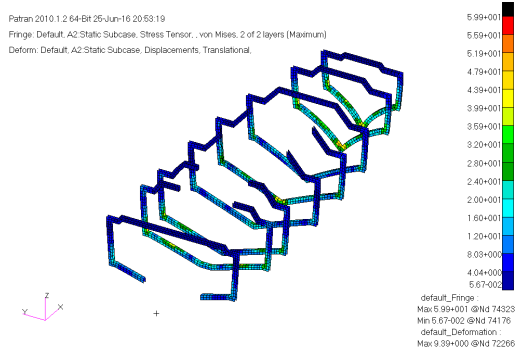 Patran 2010.1.2 64-Bit 25-Jun-16 20:53:19
Fringe: Default, A2:Static Subcase, Stress Tensor, , von Mises, 2 of 2 layers (Maximum)
Deform: Default, A2:Static Subcase, Displacements, Translational,
5.99+001
5.59+001
5.19+001
4.79+001
4.39+001
3.99+001
3.59+001
3.20+001
2.80+001
2.40+001
2.00+001
1.60+001
1.20+001
8.03+000
4.04+000
5.67-002
default_Fringe :
Max 5.99+001 @Nd 74323
Min 5.67-002 @Nd 74176
default_Deformation :
Max 9.39+000 @Nd 72266
Z
Y
X